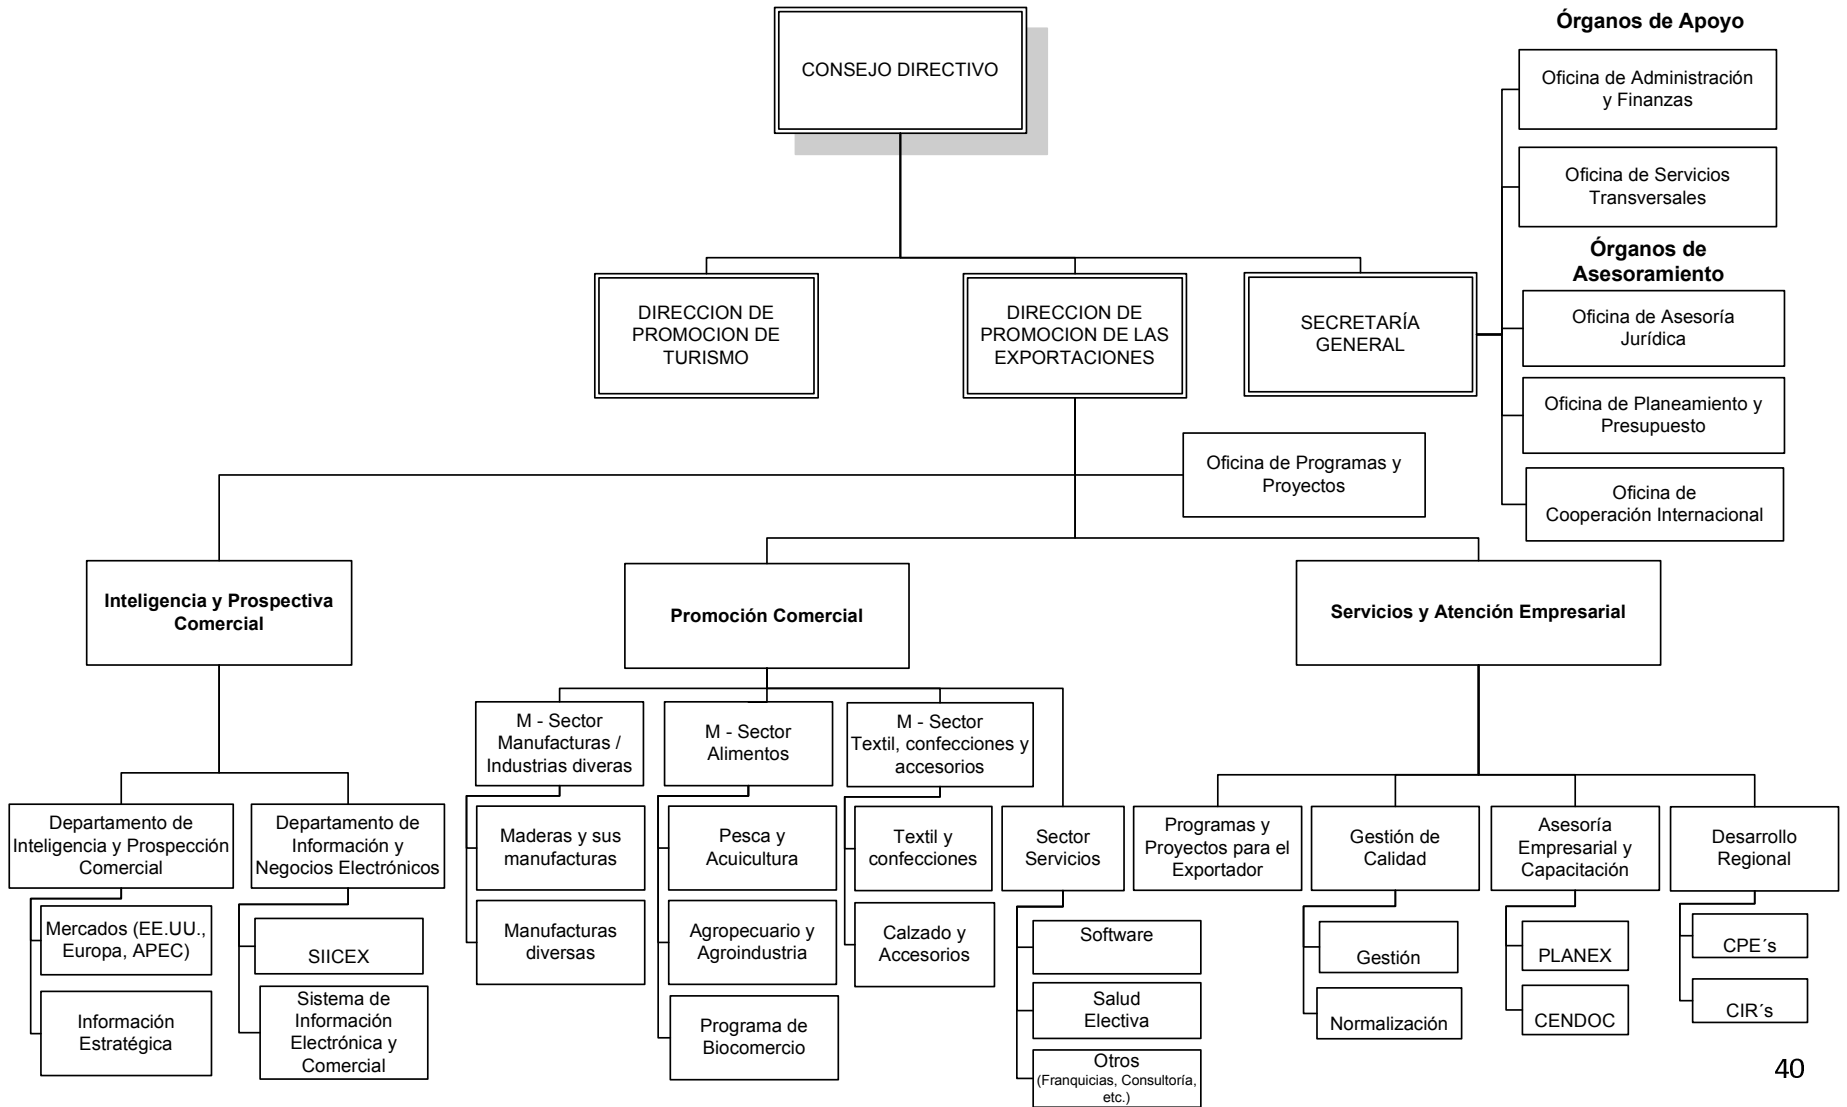 Órganos de Apoyo
CONSEJO DIRECTIVO
Oficina de Administración
y Finanzas
Oficina de Servicios
Transversales
Órganos de
Asesoramiento
DIRECCION DE
PROMOCION DE
TURISMO
DIRECCION DE
PROMOCION DE LAS
EXPORTACIONES
SECRETARÍA
GENERAL
Oficina de Asesoría
Jurídica
Oficina de Planeamiento y
Presupuesto
Oficina de Programas y
Proyectos
Oficina de
Cooperación Internacional
Inteligencia y Prospectiva
Comercial
Promoción Comercial
Servicios y Atención Empresarial
M - Sector
Manufacturas /
Industrias diveras
M - Sector
Alimentos
M - Sector
Textil, confecciones y
accesorios
Departamento de
Inteligencia y Prospección
Comercial
Departamento de
Información y
Negocios Electrónicos
Maderas y sus
manufacturas
Pesca y
Acuicultura
Textil y
confecciones
Sector
Servicios
Programas y
Proyectos para el
Exportador
Gestión de
Calidad
Asesoría
Empresarial y
Capacitación
Desarrollo
Regional
Mercados (EE.UU.,
Europa, APEC)
SIICEX
Manufacturas
diversas
Agropecuario y
Agroindustria
Calzado y
Accesorios
Software
Gestión
PLANEX
CPE´s
Información
Estratégica
Sistema de
Información
Electrónica y
Comercial
Programa de
Biocomercio
Salud
Electiva
Normalización
CENDOC
CIR´s
Otros
(Franquicias, Consultoría,
etc.)
40